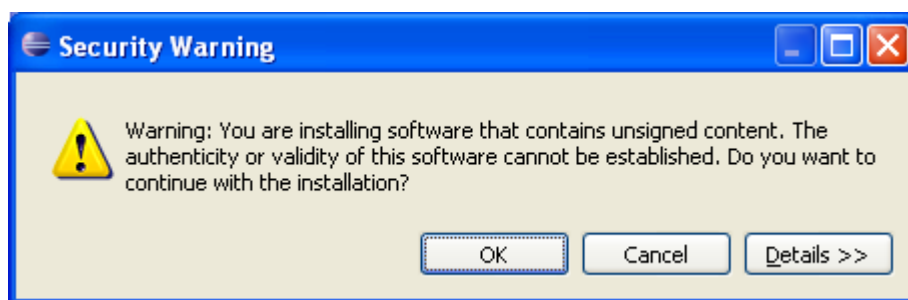 Security Warning
Warning: You are installing software that contains unsigned content. The
authenticity or validity of this software cannot be established. Do you want to
continue with the installation?
OK
Cancel
Details >>